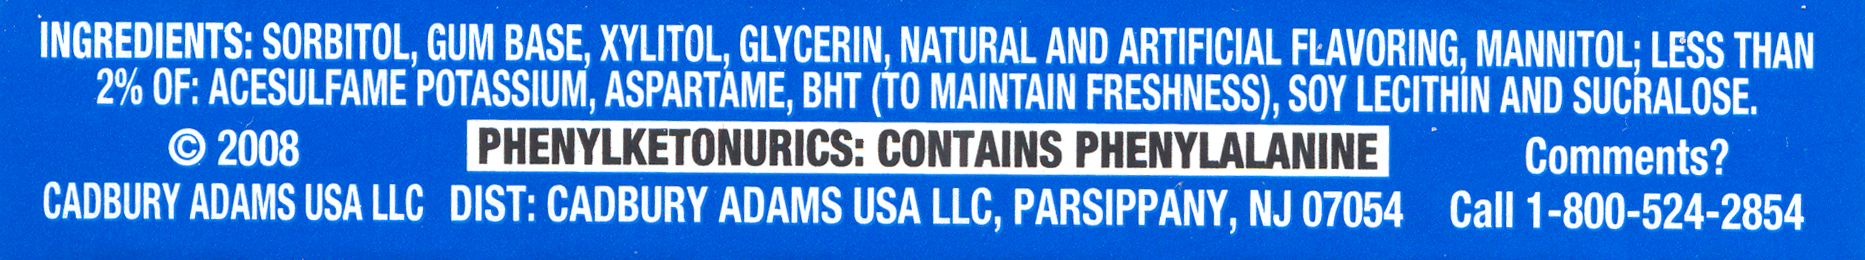 INGREDIENTS: SORBITOL, GUM BASE, XYLITOL, GLYCERIN, NATURAL AND ARTIFICIAL FLAVORING, MANNITOL; LESS THAN
2% OF: ACESULFAME POTASSIUM, ASPARTAME, BHT (TO MAINTAIN FRESHNESS), SOY LECITHIN AND SUCRALOSE.
© 2008 PHENYLKETONURICS: CONTAINS PHENYLALANINE Comments?
CADBURY ADAMS USA LLC DIST: CADBURY ADAMS USA LLC, PARSIPPANY, NJ 07054 Call 1-800-524-2854